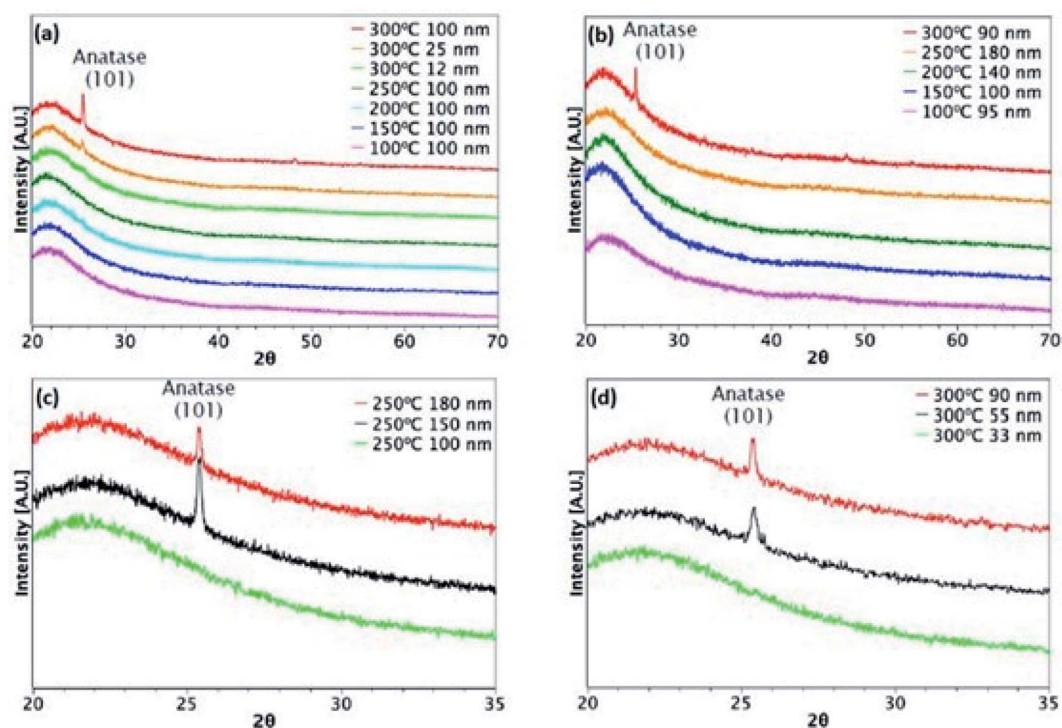 (a)
Anatase
(101)
300ºC 100 nm
300ºC 25 nm
300ºC 12 nm
250ºC 100 nm
200ºC 100 nm
150ºC 100 nm
100ºC 100 nm
Intensity [A.U.]
20 30 40 50 60 70
2θ
(b)
Anatase
(101)
300ºC 90 nm
250ºC 180 nm
200ºC 140 nm
150ºC 100 nm
100ºC 95 nm
Intensity [A.U.]
20 30 40 50 60 70
2θ
(c)
Anatase
(101)
250ºC 180 nm
250ºC 150 nm
250ºC 100 nm
Intensity [A.U.]
20 25 30 35
2θ
(d)
Anatase
(101)
300ºC 90 nm
300ºC 55 nm
300ºC 33 nm
Intensity [A.U.]
20 25 30 35
2θ